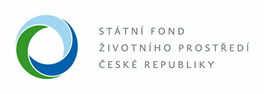 STÁTNÍ FOND
ŽIVOTNÍHO PROSTŘEDÍ
ČESKÉ REPUBLIKY